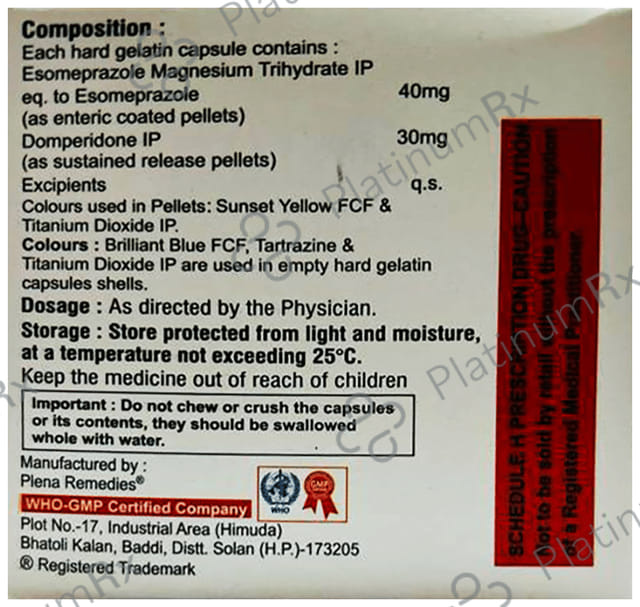 Composition :
Each hard gelatin capsule contains :
Esomeprazole Magnesium Trihydrate IP
eq. to Esomeprazole 40mg
(as enteric coated pellets)
Domperidone IP 30mg
(as sustained release pellets)
Excipients q.s.
Colours used in Pellets: Sunset Yellow FCF &
Titanium Dioxide IP.
Colours : Brilliant Blue FCF, Tartrazine &
Titanium Dioxide IP are used in empty hard gelatin
capsules shells.
Dosage : As directed by the Physician.
Storage : Store protected from light and moisture,
at a temperature not exceeding 25°C.
Keep the medicine out of reach of children
Important : Do not chew or crush the capsules
or its contents, they should be swallowed
whole with water.
Manufactured by :
Plena Remedies®
WHO-GMP Certified Company
WHO
GMP
Plot No.-17, Industrial Area (Himuda)
Bhatoli Kalan, Baddi, Distt. Solan (H.P.)-173205
® Registered Trademark
SCHEDULE H PRESCRIPTION DRUG-CAUTION
Not to be sold by retail without the prescription
of a Registered Medical Practitioner.
PlatinumRx
PlatinumRx
PlatinumRx
PlatinumRx